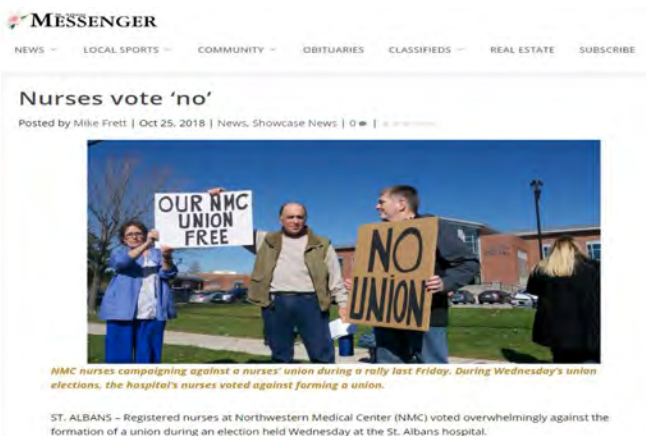 MESSENGER
NEWS LOCAL SPORTS COMMUNITY OBITUARIES CLASSIFIEDS REAL ESTATE SUBSCRIBE
Nurses vote ‘no’
Posted by Mike Frett | Oct 25, 2018 | News, Showcase News | 0 |
OUR NMC
UNION
FREE
NO
UNION
NMC nurses campaigning against a nurses' union during a rally last Friday. During Wednesday's union
elections, the hospital's nurses voted against forming a union.
ST. ALBANS – Registered nurses at Northwestern Medical Center (NMC) voted overwhelmingly against the
formation of a union during an election held Wednesday at the St. Albans hospital.